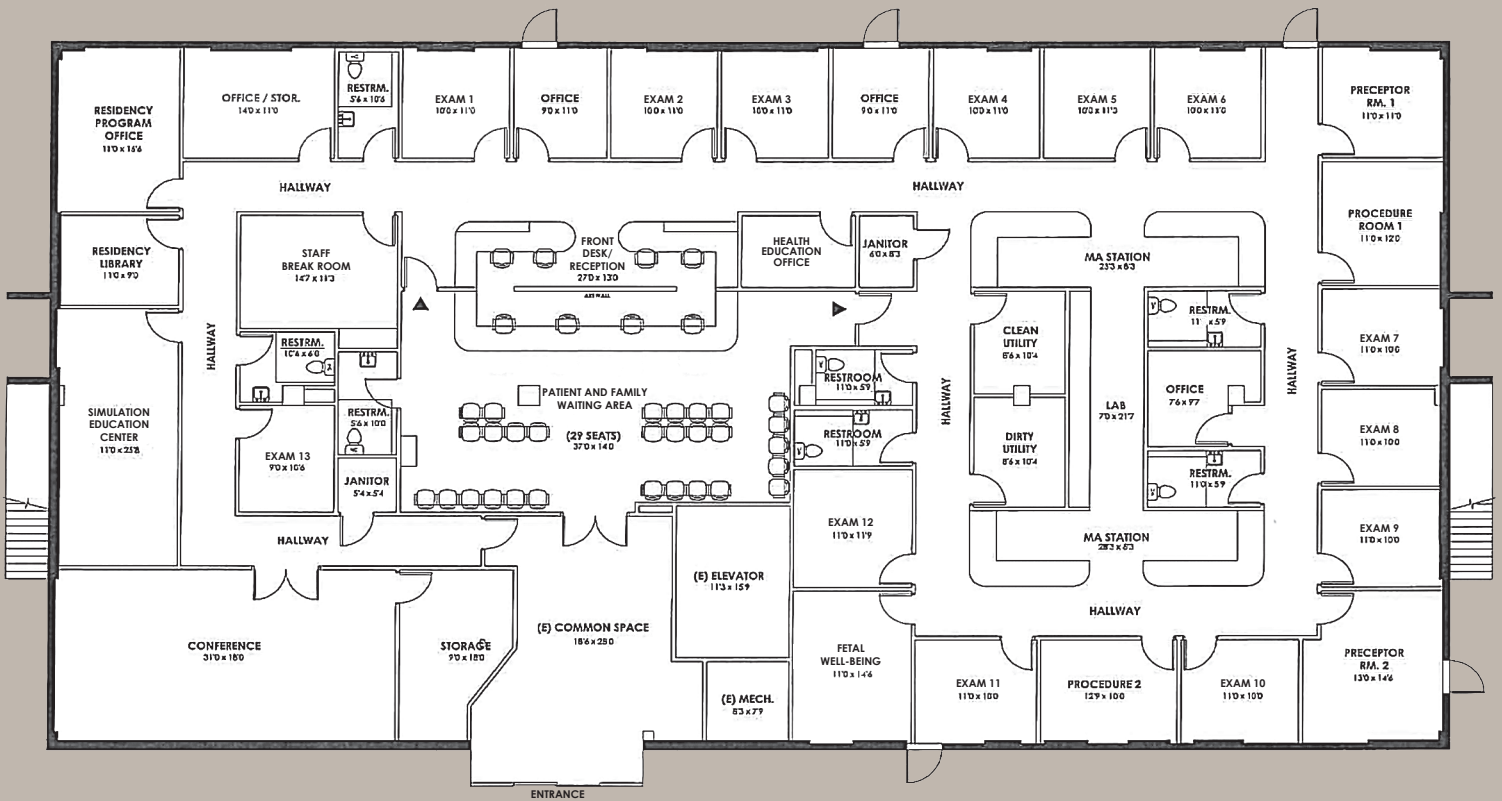 RESIDENCY
PROGRAM
OFFICE
11'0 x 16'6
OFFICE / STOR.
14'0 x 11'0
RESTRM.
5'6 x 10'6
EXAM 1
10'0 x 11'0
OFFICE
9'0 x 11'0
EXAM 2
10'0 x 11'0
EXAM 3
10'0 x 11'0
OFFICE
9'0 x 11'0
EXAM 4
10'0 x 11'0
EXAM 5
10'0 x 11'3
EXAM 6
10'0 x 11'0
PRECEPTOR
RM. 1
11'0 x 11'0
HALLWAY
HALLWAY
RESIDENCY
LIBRARY
11'0 x 9'0
STAFF
BREAK ROOM
14'7 x 11'3
FRONT
DESK/
RECEPTION
27'0 x 13'0
HEALTH
EDUCATION
OFFICE
JANITOR
6'0 x 8'3
MA STATION
PROCEDURE
ROOM 1
11'0 x 12'0
HALLWAY
RESTRM.
10'4 x 6'0
CLEAN
UTILITY
8'6 x 10'4
RESTRM.
EXAM 7
11'0 x 10'0
HALLWAY
SIMULATION
EDUCATION
CENTER
11'0 x 25'8
RESTRM.
5'6 x 10'0
PATIENT AND FAMILY
WAITING AREA
(29 SEATS)
37'0 x 14'0
RESTROOM
11'0 x 5'9
RESTROOM
11'0 x 5'9
HALLWAY
DIRTY
UTILITY
8'6 x 10'4
LAB
7'0 x 21'7
OFFICE
7'6 x 9'7
EXAM 8
11'0 x 10'0
EXAM 13
9'0 x 10'6
JANITOR
5'4 x 5'4
RESTRM.
11'0 x 5'9
EXAM 12
11'0 x 11'9
EXAM 9
11'0 x 10'0
HALLWAY
MA STATION
(E) ELEVATOR
11'3 x 15'9
HALLWAY
CONFERENCE
31'0 x 18'0
STORAGE
9'0 x 18'0
(E) COMMON SPACE
18'6 x 25'0
FETAL
WELL-BEING
11'0 x 14'6
PRECEPTOR
RM. 2
13'0 x 14'6
(E) MECH.
8'3 x 7'9
EXAM 11
11'0 x 10'0
PROCEDURE 2
12'9 x 10'0
EXAM 10
11'0 x 10'0
ENTRANCE